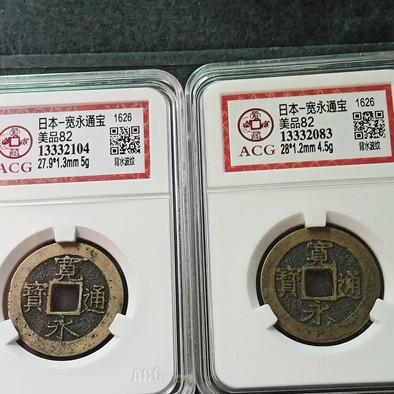 日本-宽永通宝 1626
美品82
13332104
ACG 27.9*1.3mm 5g 背水波纹
寛
寶 通
永
ACG
日本-宽永通宝 1626
美品82
13332083
ACG 28*1.2mm 4.5g 背水波纹
寛
寶 通
永